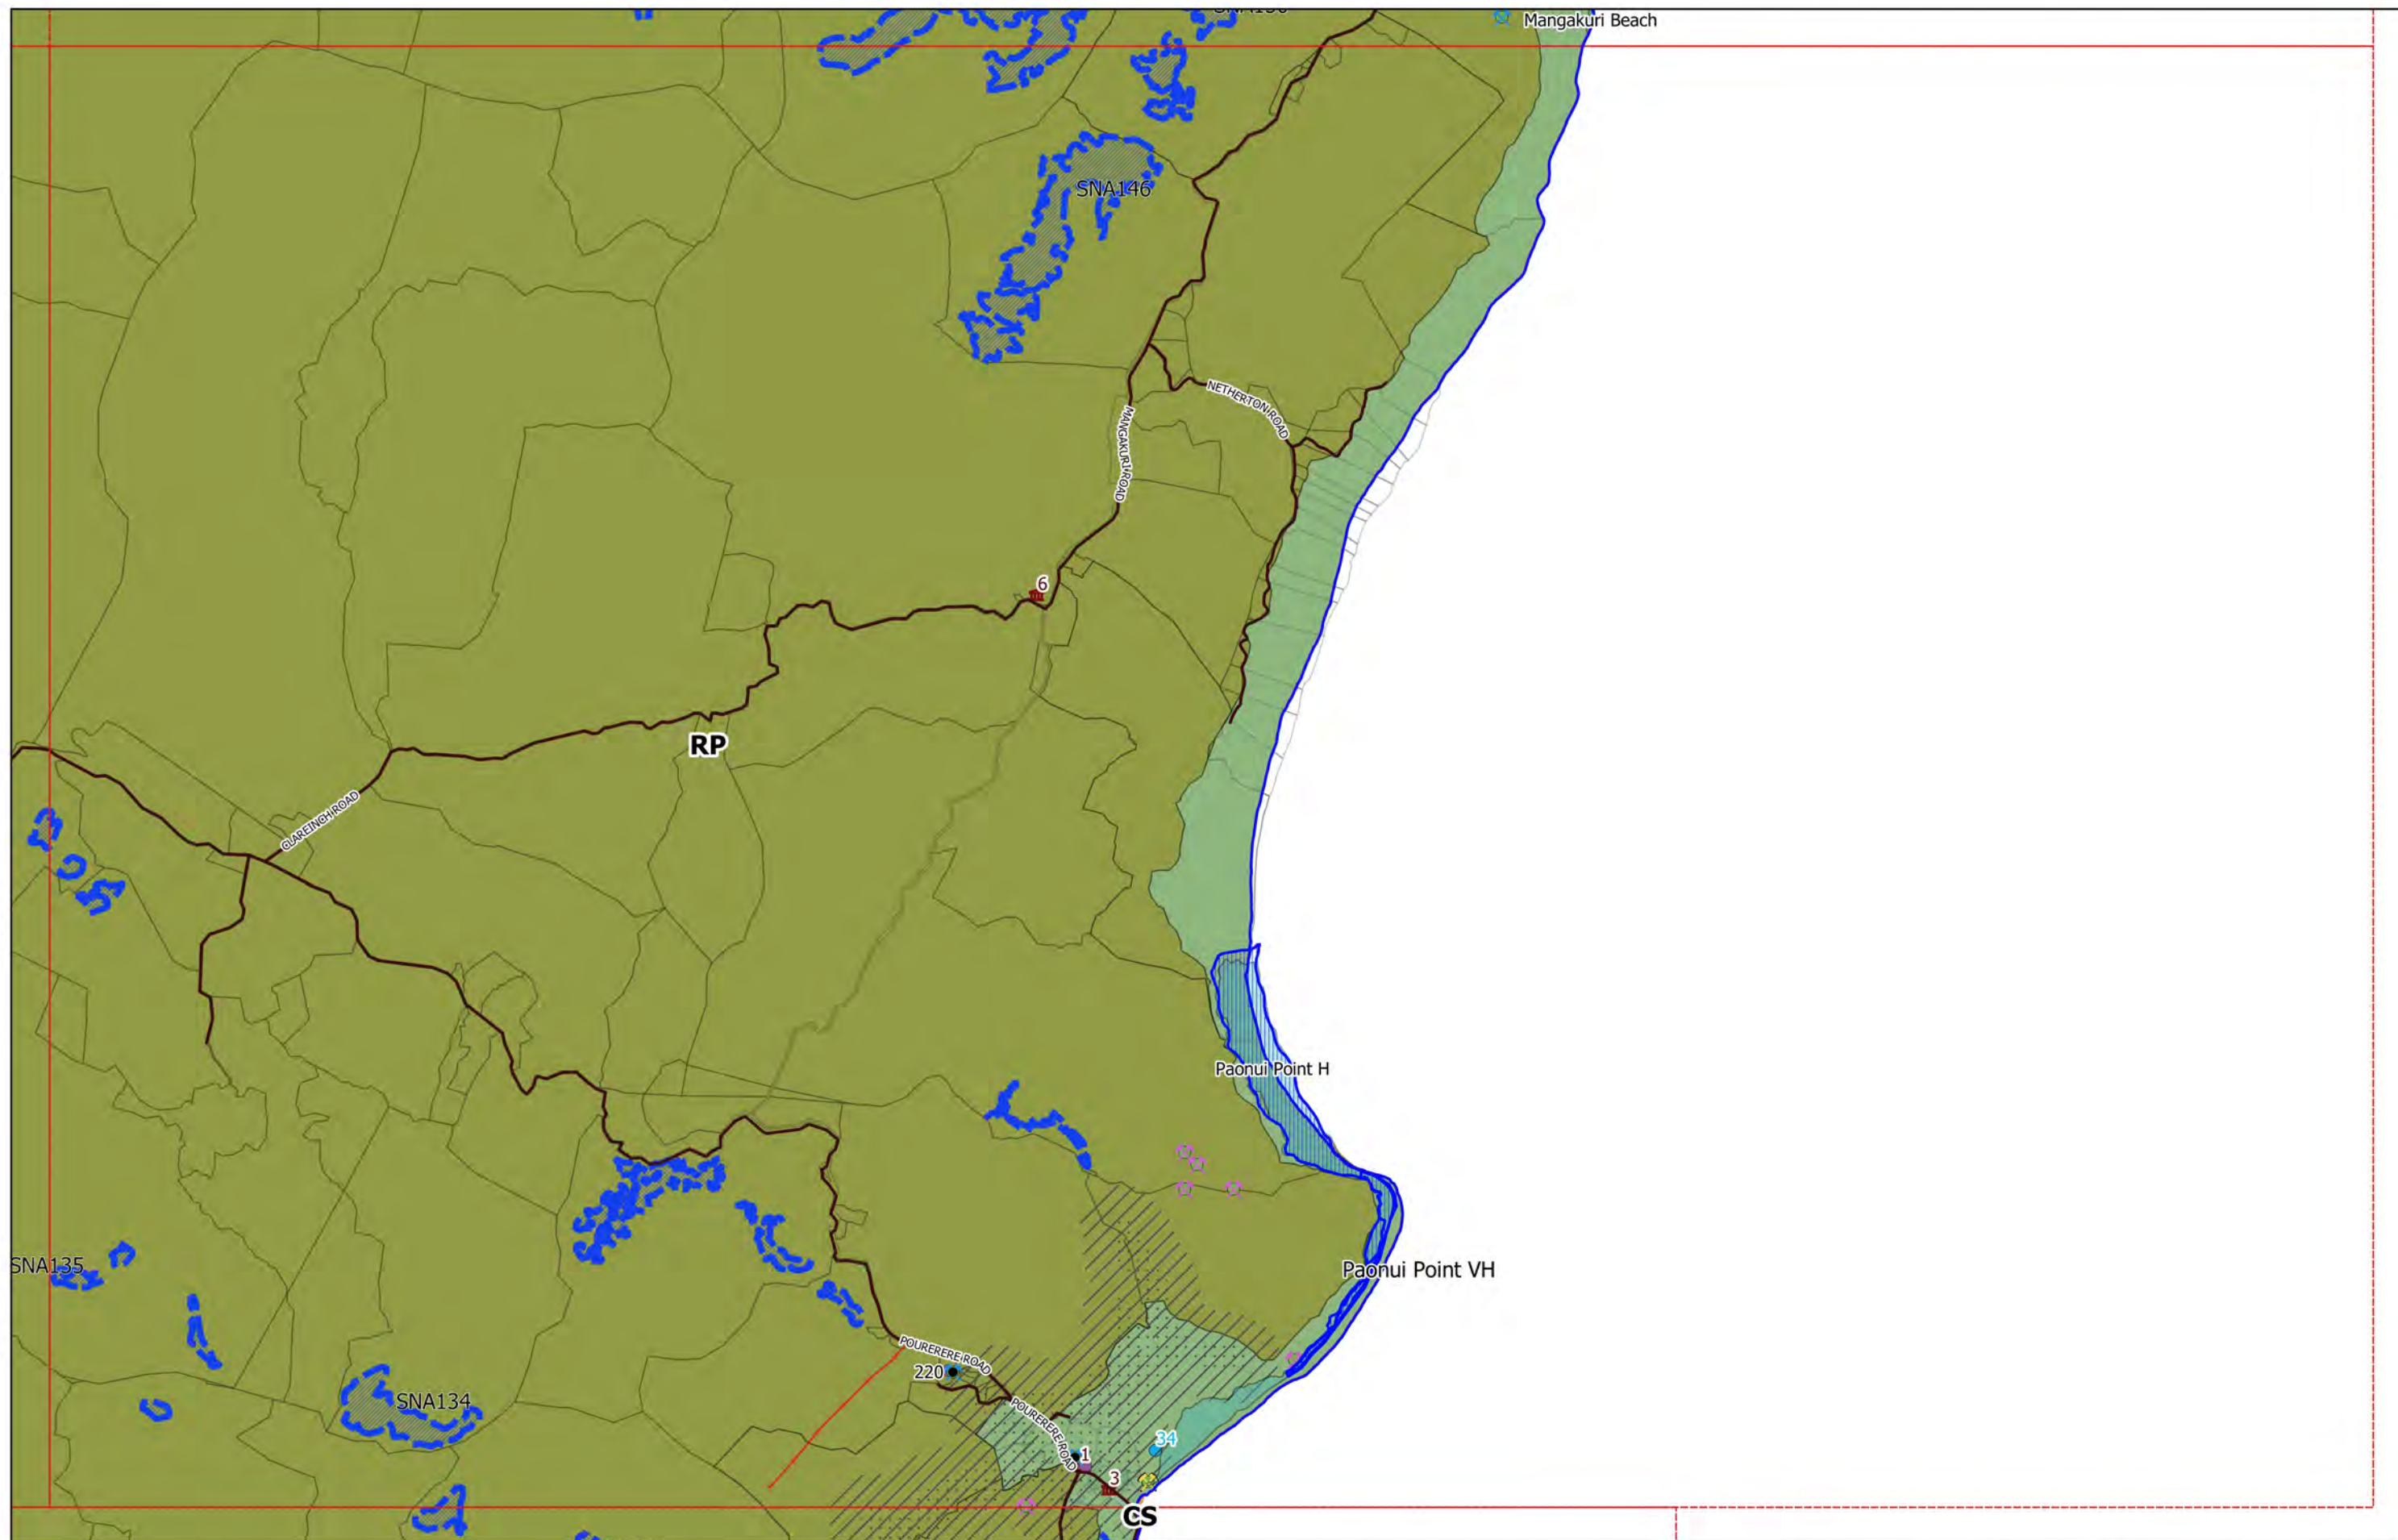 Mangakuri Beach
SNA146
NETHERTON ROAD
MANGAKURI ROAD
6
RP
CLAREINCH ROAD
Paonui Point H
SNA135
Paonui Point VH
POURERERE ROAD
220
SNA134
POURERERE ROAD
34
1
3
CS